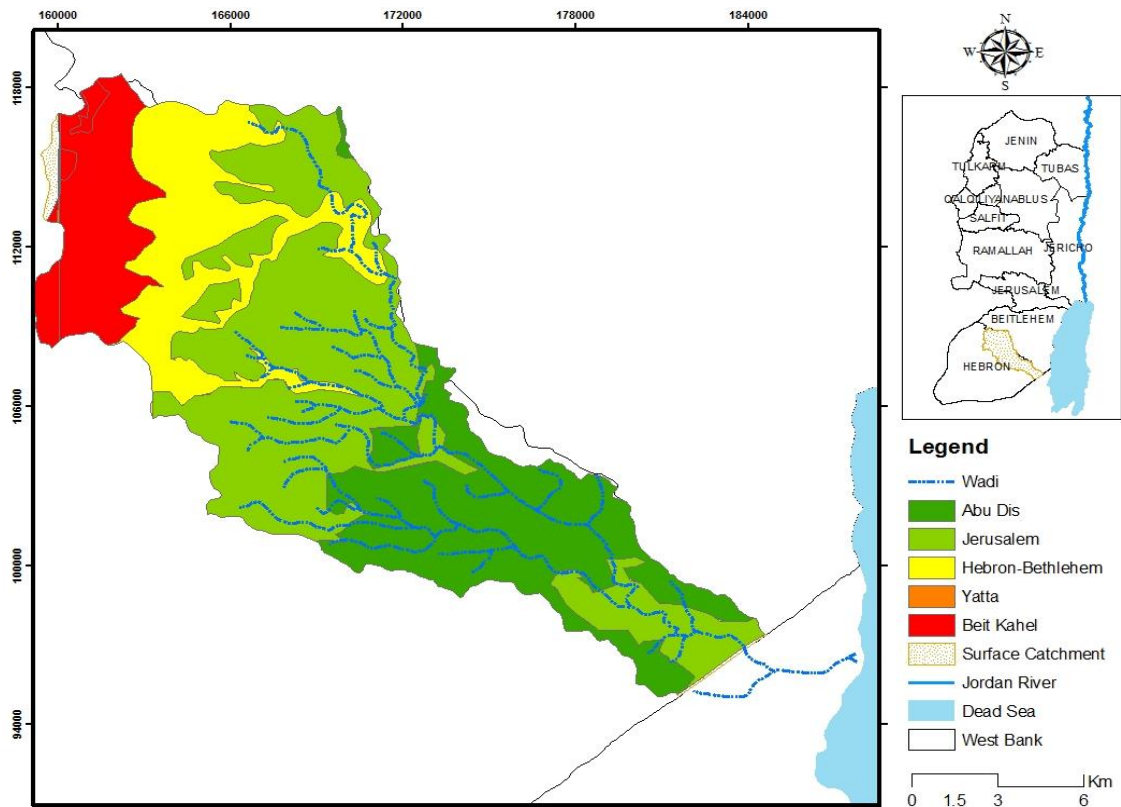 160000 166000 172000 178000 184000
118000
112000
106000
100000
94000
N
W E
S
JENIN
TULKARM
TUBAS
QALQILIYANABLUS
SALFIT
RAMALLAH
JERICHO
JERUSALEM
BEITLEHEM
HEBRON
Legend
Wadi
Abu Dis
Jerusalem
Hebron-Bethlehem
Yatta
Beit Kahel
Surface Catchment
Jordan River
Dead Sea
West Bank
Km
0 1.5 3 6